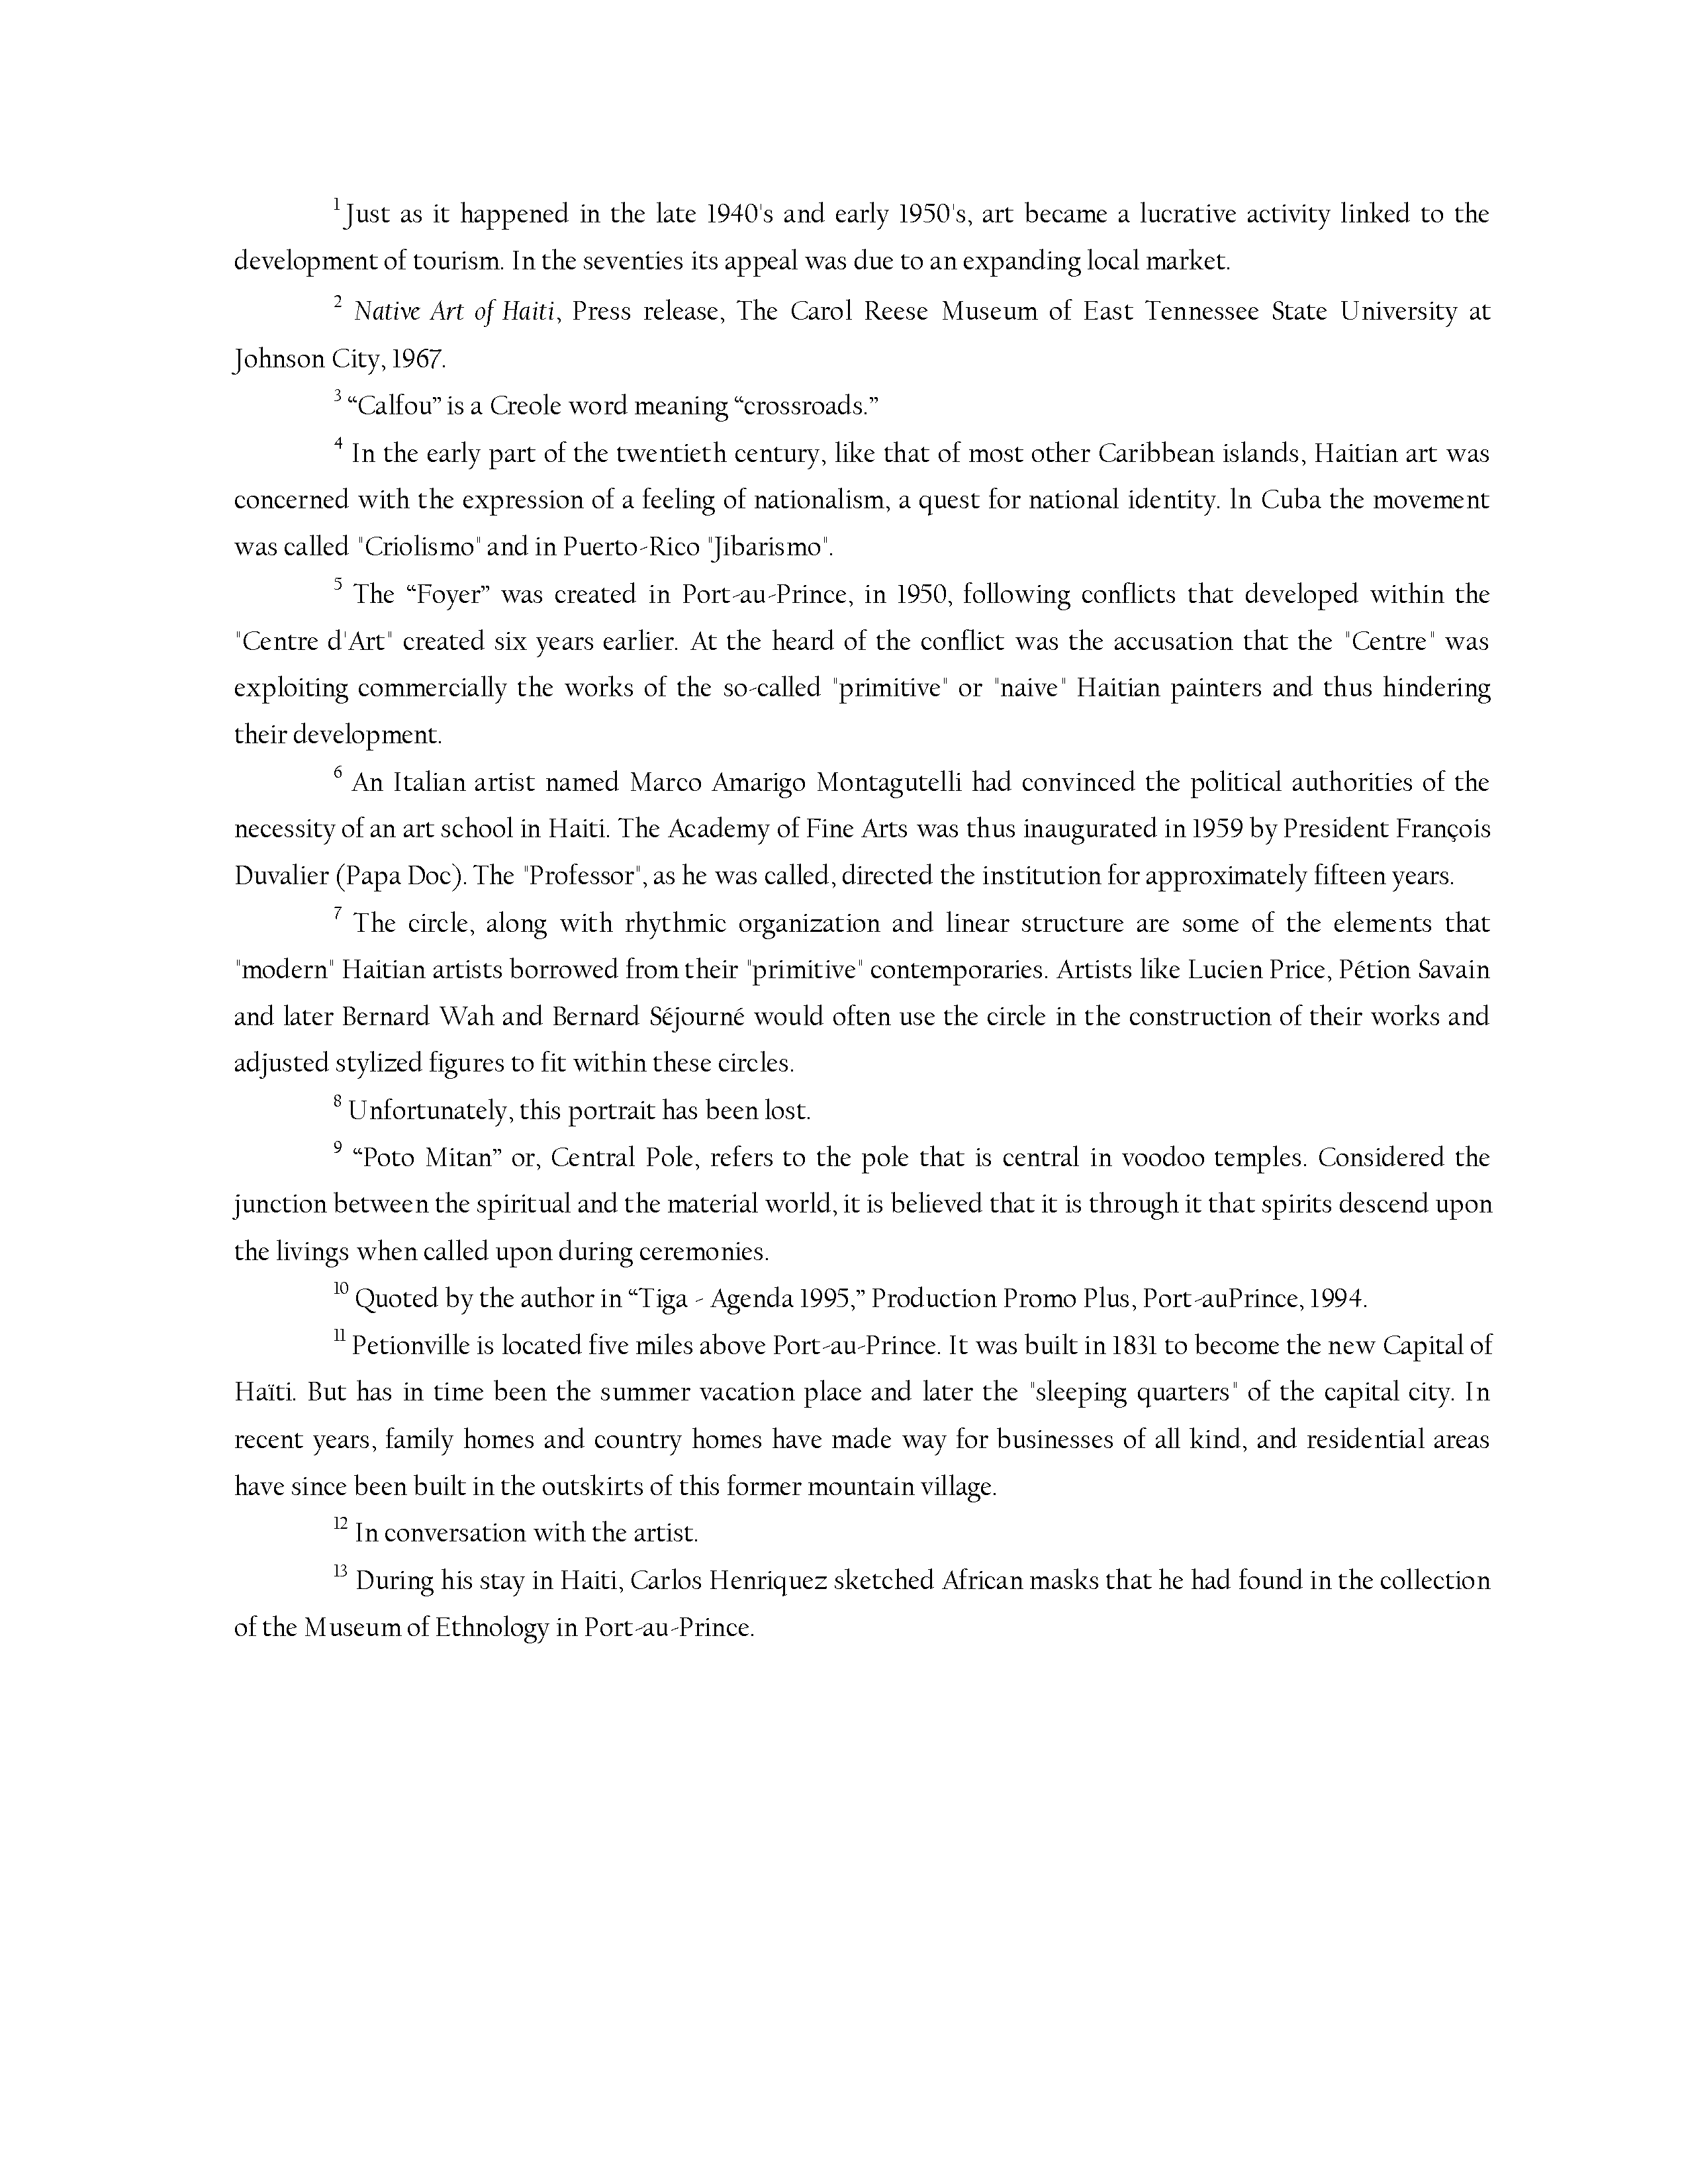 1 Just as it happened in the late 1940's and early 1950's, art became a lucrative activity linked to the
development of tourism. In the seventies its appeal was due to an expanding local market.
2 Native Art of Haiti, Press release, The Carol Reese Museum of East Tennessee State University at
Johnson City, 1967.
3 “Calfou” is a Creole word meaning “crossroads.”
4 In the early part of the twentieth century, like that of most other Caribbean islands, Haitian art was
concerned with the expression of a feeling of nationalism, a quest for national identity. In Cuba the movement
was called "Criolismo" and in Puerto-Rico "Jibarismo".
5 The “Foyer” was created in Port-au-Prince, in 1950, following conflicts that developed within the
"Centre d'Art" created six years earlier. At the heard of the conflict was the accusation that the "Centre" was
exploiting commercially the works of the so-called "primitive" or "naive" Haitian painters and thus hindering
their development.
6 An Italian artist named Marco Amarigo Montagutelli had convinced the political authorities of the
necessity of an art school in Haiti. The Academy of Fine Arts was thus inaugurated in 1959 by President François
Duvalier (Papa Doc). The "Professor", as he was called, directed the institution for approximately fifteen years.
7 The circle, along with rhythmic organization and linear structure are some of the elements that
"modern" Haitian artists borrowed from their "primitive" contemporaries. Artists like Lucien Price, Pétion Savain
and later Bernard Wah and Bernard Séjourné would often use the circle in the construction of their works and
adjusted stylized figures to fit within these circles.
8 Unfortunately, this portrait has been lost.
9 “Poto Mitan” or, Central Pole, refers to the pole that is central in voodoo temples. Considered the
junction between the spiritual and the material world, it is believed that it is through it that spirits descend upon
the livings when called upon during ceremonies.
10 Quoted by the author in “Tiga - Agenda 1995,” Production Promo Plus, Port-auPrince, 1994.
11 Petionville is located five miles above Port-au-Prince. It was built in 1831 to become the new Capital of
Haïti. But has in time been the summer vacation place and later the "sleeping quarters" of the capital city. In
recent years, family homes and country homes have made way for businesses of all kind, and residential areas
have since been built in the outskirts of this former mountain village.
12 In conversation with the artist.
13 During his stay in Haiti, Carlos Henriquez sketched African masks that he had found in the collection
of the Museum of Ethnology in Port-au-Prince.